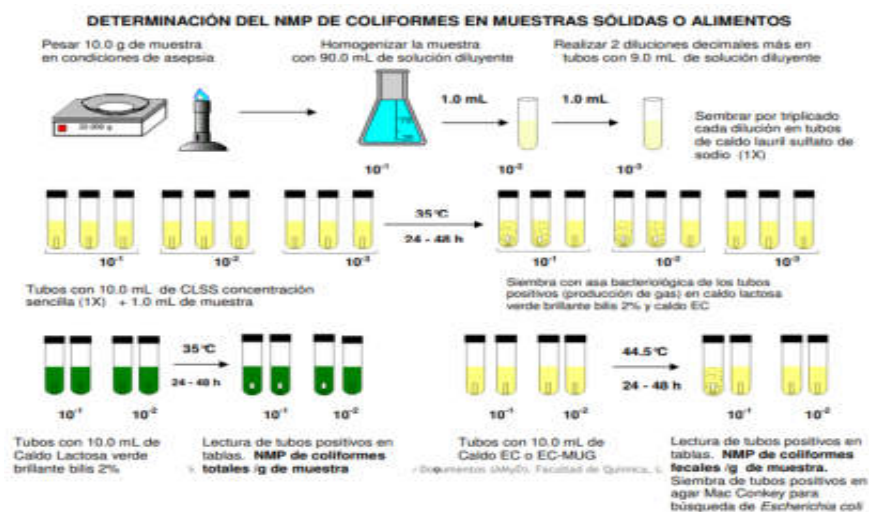 DETERMINACIÓN DEL NMP DE COLIFORMES EN MUESTRAS SÓLIDAS O ALIMENTOS
Pesar 10.0 g de muestra
en condiciones de asepsia
Homogenizar la muestra
con 90.0 mL de solución diluyente
Realizar 2 diluciones decimales más en
tubos con 9.0 mL de solución diluyente
1.0 mL
1.0 mL
Sembrar por triplicado
cada dilución en tubos
de caldo lauril sulfato de
sodio (1X)
10⁻¹
10⁻²
10⁻³
35°C
24 - 48 h
10⁻¹
10⁻²
10⁻³
10⁻¹
10⁻²
10⁻³
Tubos con 10.0 mL de CLSS concentración
sencilla (1X) + 1.0 mL de muestra
Siembra con asa bacteriológica de los tubos
positivos (producción de gas) en caldo lactosa
verde brillante bilis 2% y caldo EC
35°C
24 - 48 h
44.5°C
24 - 48 h
10⁻¹
10⁻²
10⁻¹
10⁻²
10⁻¹
10⁻²
10⁻¹
10⁻²
Tubos con 10.0 mL de
Caldo Lactosa verde
brillante bilis 2%
Lectura de tubos positivos en
tablas. NMP de coliformes
totales /g de muestra
Tubos con 10.0 mL de
Caldo EC o EC-MUG
Documentos (AMyD). Facultad de Química,
Lectura de tubos positivos en
tablas. NMP de coliformes
fecales /g de muestra.
Siembra de tubos positivos en
agar Mac Conkey para
búsqueda de Escherichia coli